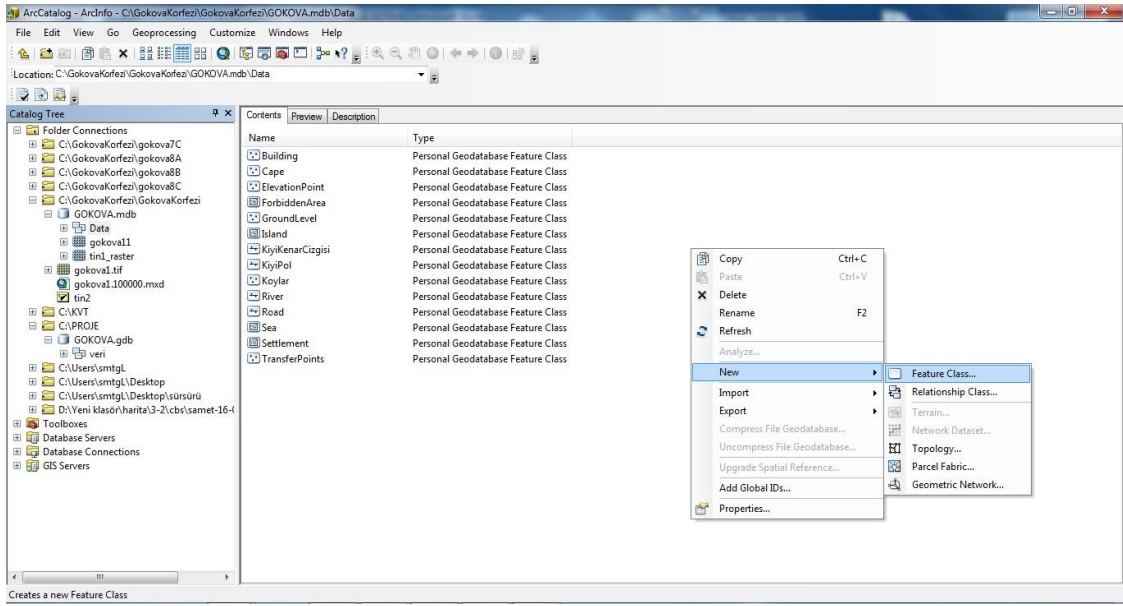 ArcCatalog - ArcInfo - C:\GokovaKorfezi\GokovaKorfezi\GOKOVA.mdb\Data
File Edit View Go Geoprocessing Customize Windows Help
Location: C:\GokovaKorfezi\GokovaKorfezi\GOKOVA.mdb\Data
Catalog Tree
Folder Connections
C:\GokovaKorfezi\gokova7C
C:\GokovaKorfezi\gokova8A
C:\GokovaKorfezi\gokova8B
C:\GokovaKorfezi\gokova8C
C:\GokovaKorfezi\GokovaKorfezi
GOKOVA.mdb
Data
gokova11
tin1_raster
gokova1.tif
gokova1.100000.mxd
tin2
C:\KVT
C:\PROJE
GOKOVA.gdb
veri
C:\Users\smtgL
C:\Users\smtgL\Desktop
C:\Users\smtgL\Desktop\sürsürü
D:\Yeni klasör\harita\3-2\cbs\samet-16-(
Toolboxes
Database Servers
Database Connections
GIS Servers
Contents Preview Description
Name Type
Building Personal Geodatabase Feature Class
Cape Personal Geodatabase Feature Class
ElevationPoint Personal Geodatabase Feature Class
ForbiddenArea Personal Geodatabase Feature Class
GroundLevel Personal Geodatabase Feature Class
Island Personal Geodatabase Feature Class
KiyiKenarCizgisi Personal Geodatabase Feature Class
KiyiPol Personal Geodatabase Feature Class
Koylar Personal Geodatabase Feature Class
River Personal Geodatabase Feature Class
Road Personal Geodatabase Feature Class
Sea Personal Geodatabase Feature Class
Settlement Personal Geodatabase Feature Class
TransferPoints Personal Geodatabase Feature Class
Copy Ctrl+C
Paste Ctrl+V
Delete
Rename F2
Refresh
Analyze...
New
Import
Export
Compress File Geodatabase...
Uncompress File Geodatabase...
Upgrade Spatial Reference...
Add Global IDs...
Properties...
Feature Class...
Relationship Class...
Terrain...
Network Dataset...
Topology...
Parcel Fabric...
Geometric Network...
Creates a new Feature Class